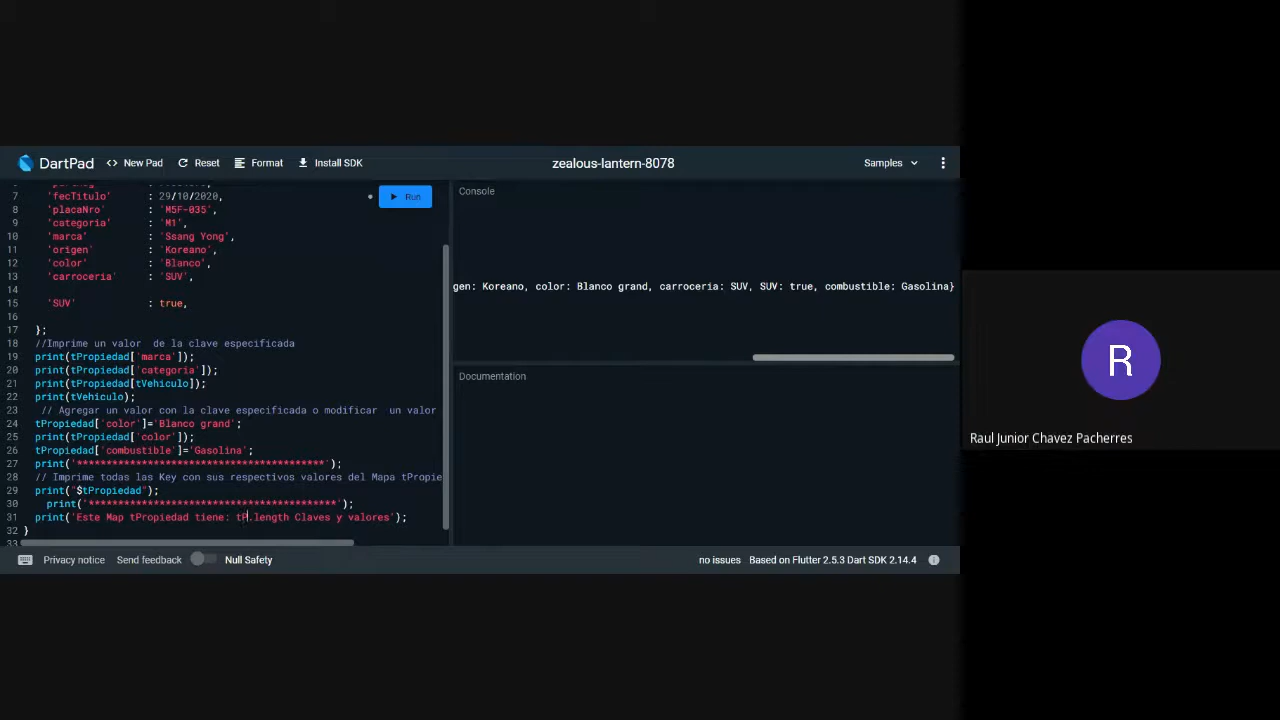 DartPad
<> New Pad
Reset
Format
Install SDK
zealous-lantern-8078
Samples
7 'fecTitulo' : 29/10/2020,
Run
Console
8 'placaNro' : 'M5F-035',
9 'categoria' : 'M1',
10 'marca' : 'Ssang Yong',
11 'origen' : 'Koreano',
12 'color' : 'Blanco',
13 'carroceria' : 'SUV',
14
15 'SUV' : true,
16
17 };
18 //Imprime un valor de la clave especificada
19 print(tPropiedad['marca']);
20 print(tPropiedad['categoria']);
21 print(tPropiedad[tVehiculo]);
22 print(tVehiculo);
23 // Agregar un valor con la clave especificada o modificar un valor
24 tPropiedad['color']='Blanco grand';
25 print(tPropiedad['color']);
26 tPropiedad['combustible']='Gasolina';
27 print('******************************************');
28 // Imprime todas las Key con sus respectivos valores del Mapa tPropie
29 print("$tPropiedad");
30 print('******************************************');
31 print('Este Map tPropiedad tiene: tP.length Claves y valores');
32 }
33
gen: Koreano, color: Blanco grand, carroceria: SUV, SUV: true, combustible: Gasolina}
Documentation
Privacy notice
Send feedback
Null Safety
no issues
Based on Flutter 2.5.3 Dart SDK 2.14.4
R
Raul Junior Chavez Pacherres